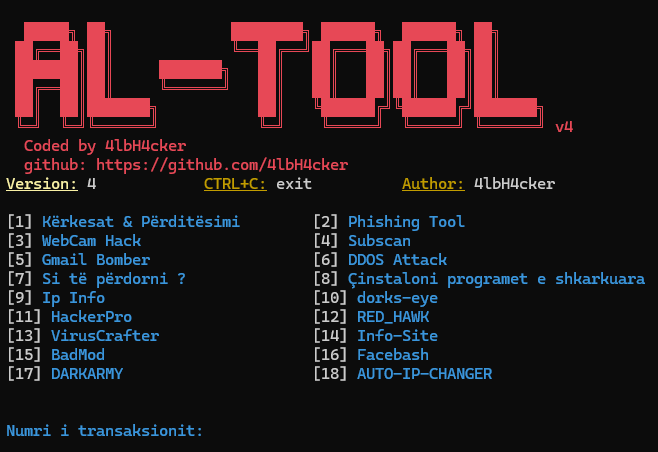 AL-TOOL
v4
Coded by 4lbH4cker
github: https://github.com/4lbH4cker
Version: 4 CTRL+C: exit Author: 4lbH4cker
[1] Kërkesat & Përditësimi [2] Phishing Tool
[3] WebCam Hack [4] Subscan
[5] Gmail Bomber [6] DDOS Attack
[7] Si të përdorni ? [8] Çinstaloni programet e shkarkuara
[9] Ip Info [10] dorks-eye
[11] HackerPro [12] RED_HAWK
[13] VirusCrafter [14] Info-Site
[15] BadMod [16] Facebash
[17] DARKARMY [18] AUTO-IP-CHANGER
Numri i transaksionit: